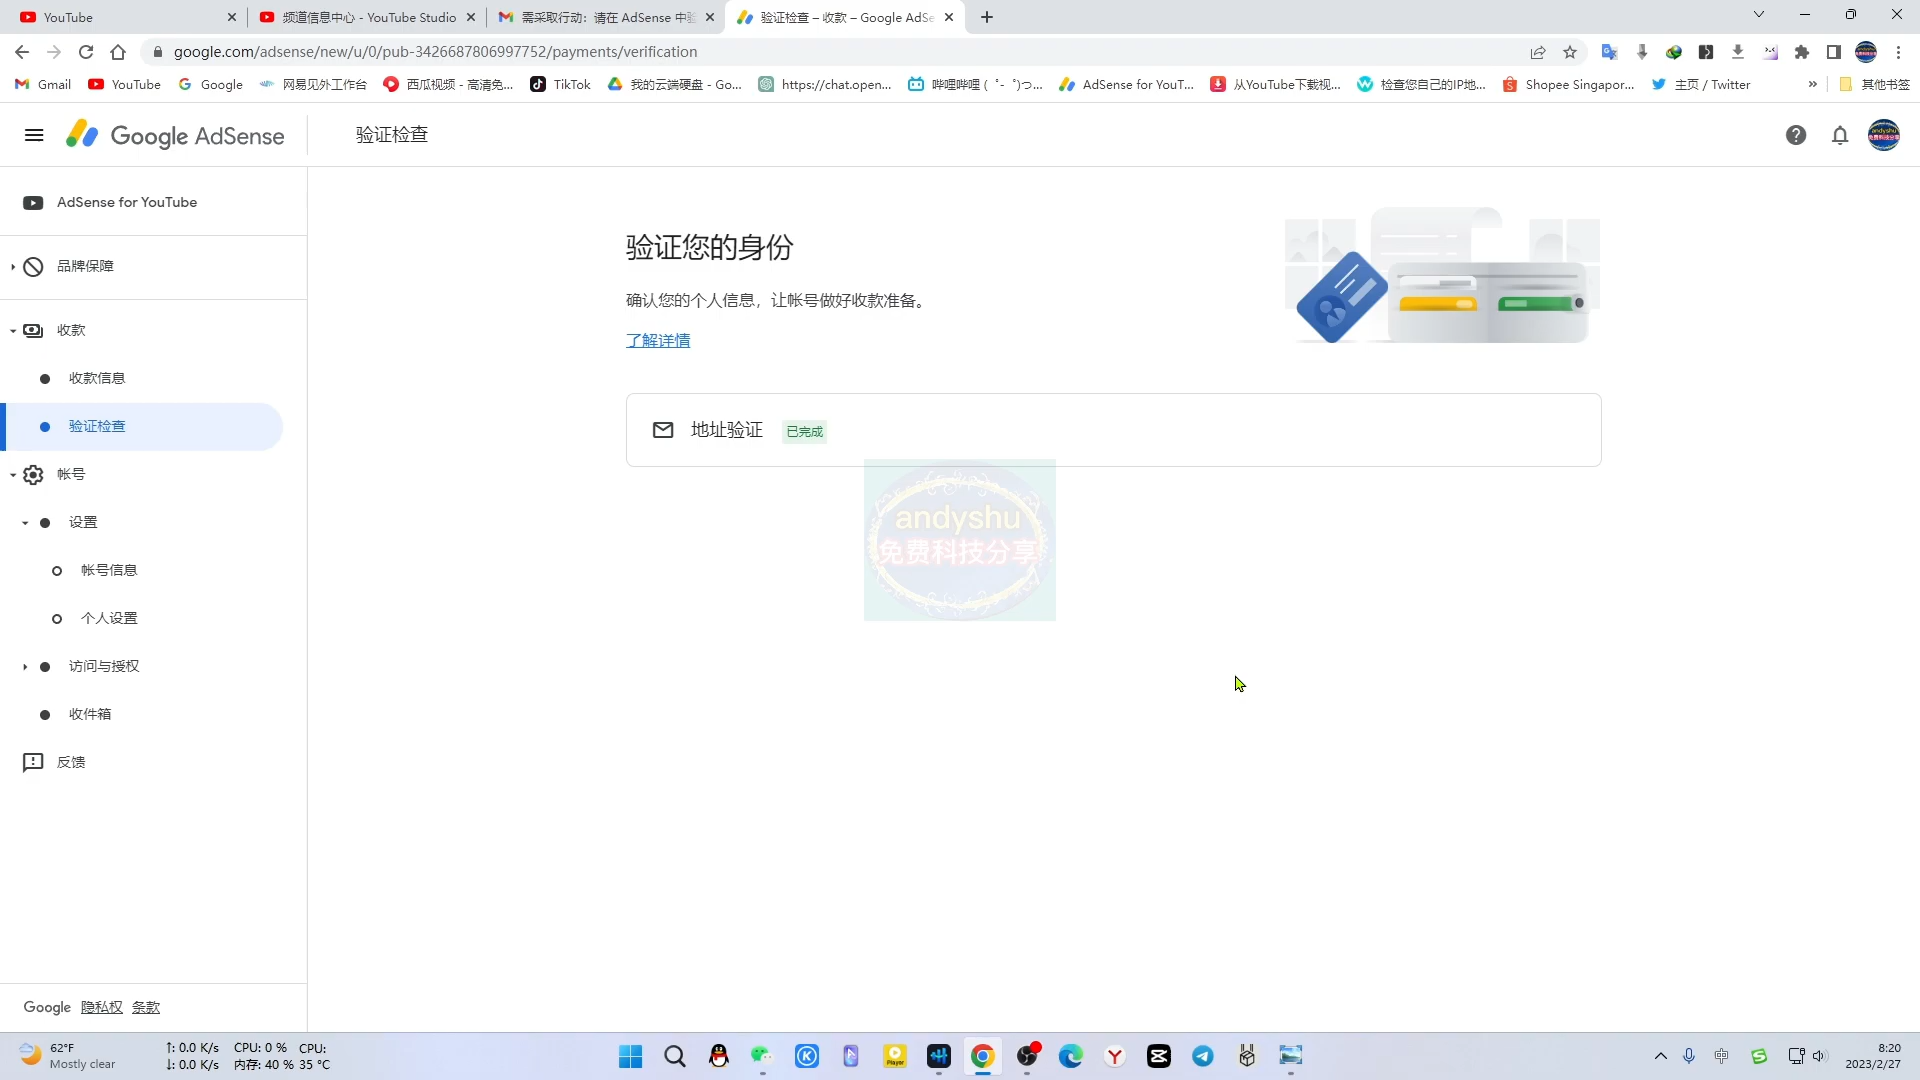 YouTube
频道信息中心 - YouTube Studio
需采取行动：请在 AdSense 中验
验证检查 – 收款 – Google AdSe
google.com/adsense/new/u/0/pub-3426687806997752/payments/verification
Gmail
YouTube
Google
网易见外工作台
西瓜视频 - 高清免...
TikTok
我的云端硬盘 - Go...
https://chat.open...
哔哩哔哩 (゜-゜)つ...
AdSense for YouT...
从YouTube下载视...
检查您自己的IP地...
Shopee Singapor...
主页 / Twitter
»
其他书签
Google AdSense
验证检查
AdSense for YouTube
品牌保障
收款
收款信息
验证检查
帐号
设置
帐号信息
个人设置
访问与授权
收件箱
反馈
验证您的身份
确认您的个人信息，让帐号做好收款准备。
了解详情
地址验证 已完成
andyshu
免费科技分享
Google 隐私权 条款
62°F
Mostly clear
↑: 0.0 K/s CPU: 0 % CPU:
↓: 0.0 K/s 内存: 40 % 35 °C
Player
中
8:20
2023/2/27